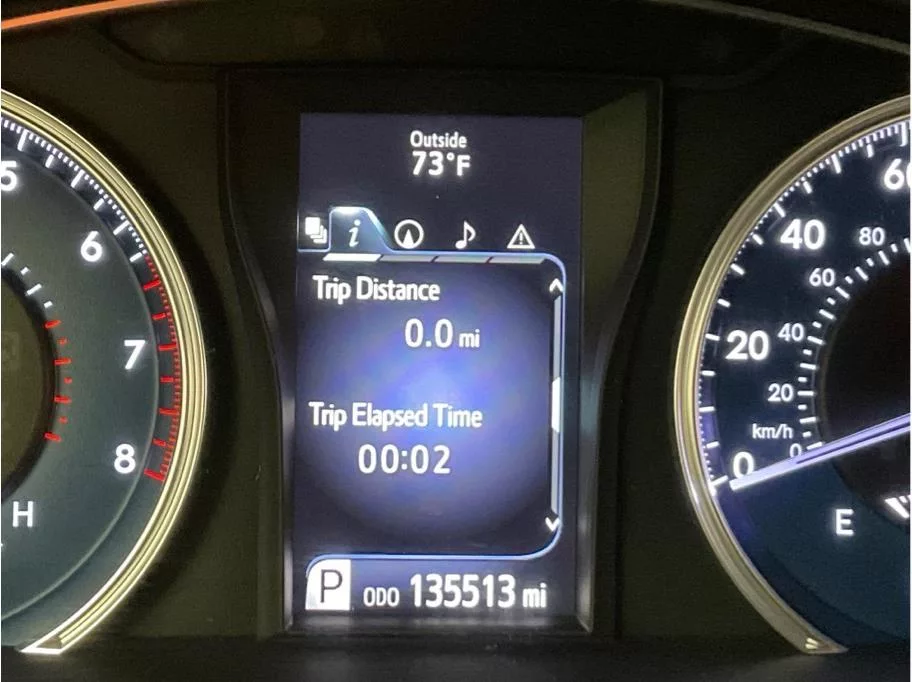 Outside
73°F
i
Trip Distance
0.0 mi
Trip Elapsed Time
00:02
P ODO 135513 mi
5
6
7
8
H
60
40
20
0
80
60
40
20
km/h
0
E